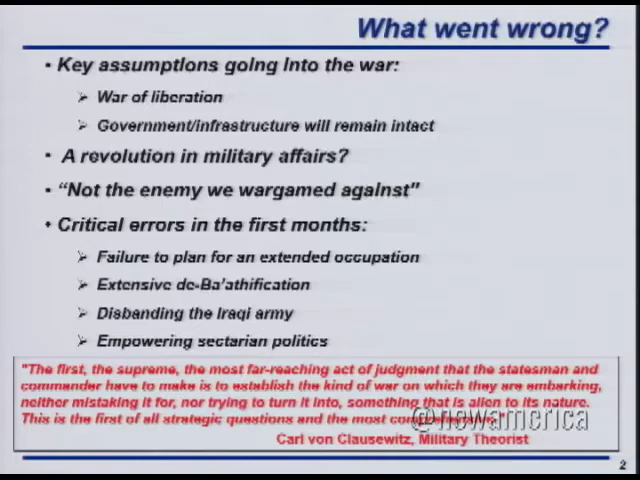 What went wrong?
• Key assumptions going into the war:
➢ War of liberation
➢ Government/infrastructure will remain intact
• A revolution in military affairs?
• "Not the enemy we wargamed against"
• Critical errors in the first months:
➢ Failure to plan for an extended occupation
➢ Extensive de-Ba'athification
➢ Disbanding the Iraqi army
➢ Empowering sectarian politics
"The first, the supreme, the most far-reaching act of judgment that the statesman and
commander have to make is to establish the kind of war on which they are embarking,
neither mistaking it for, nor trying to turn it into, something that is alien to its nature.
This is the first of all strategic questions and the most
@newamerica
Carl von Clausewitz, Military Theorist
2